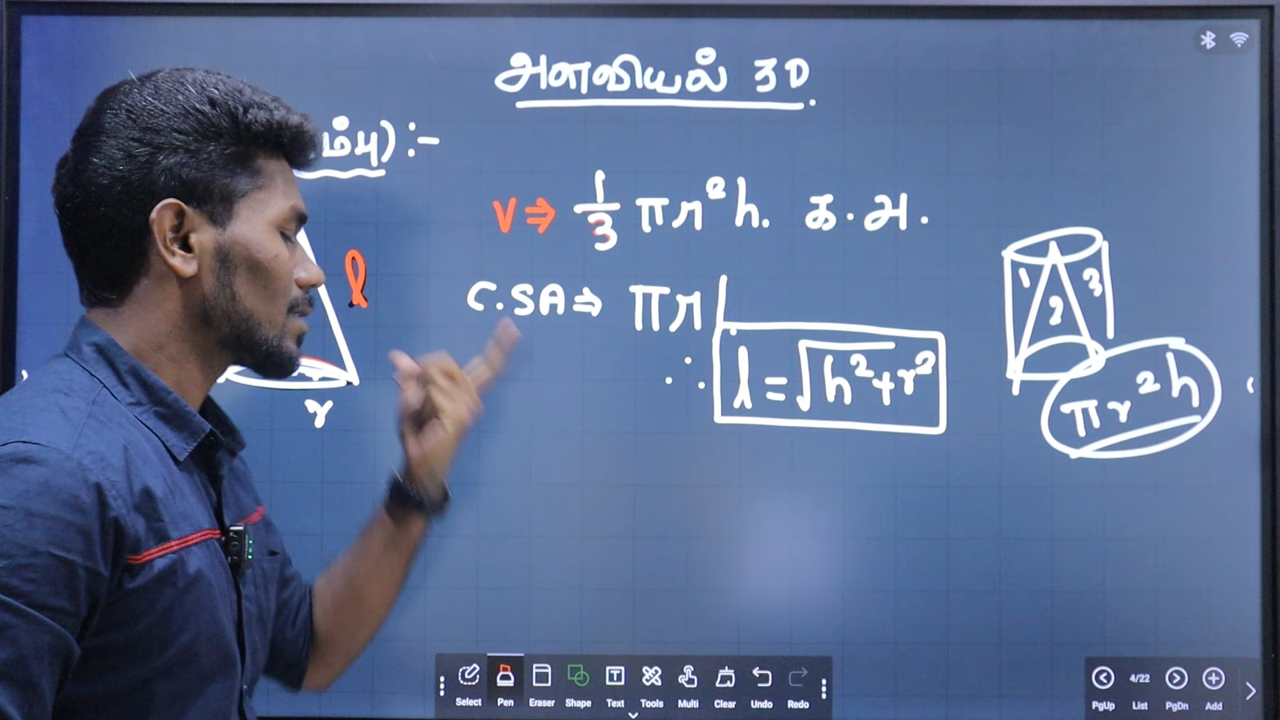 அளவியல் 3D.
ம்பு) :-
V ⇒ 1/3 πr²h. க.அ.
l
C.SA ⇒ πrl
∴ l = √h²+r²
r
1 2 3
πr²h
Select Pen Eraser Shape Text Tools Multi Clear Undo Redo
4/22
PgUp List PgDn Add